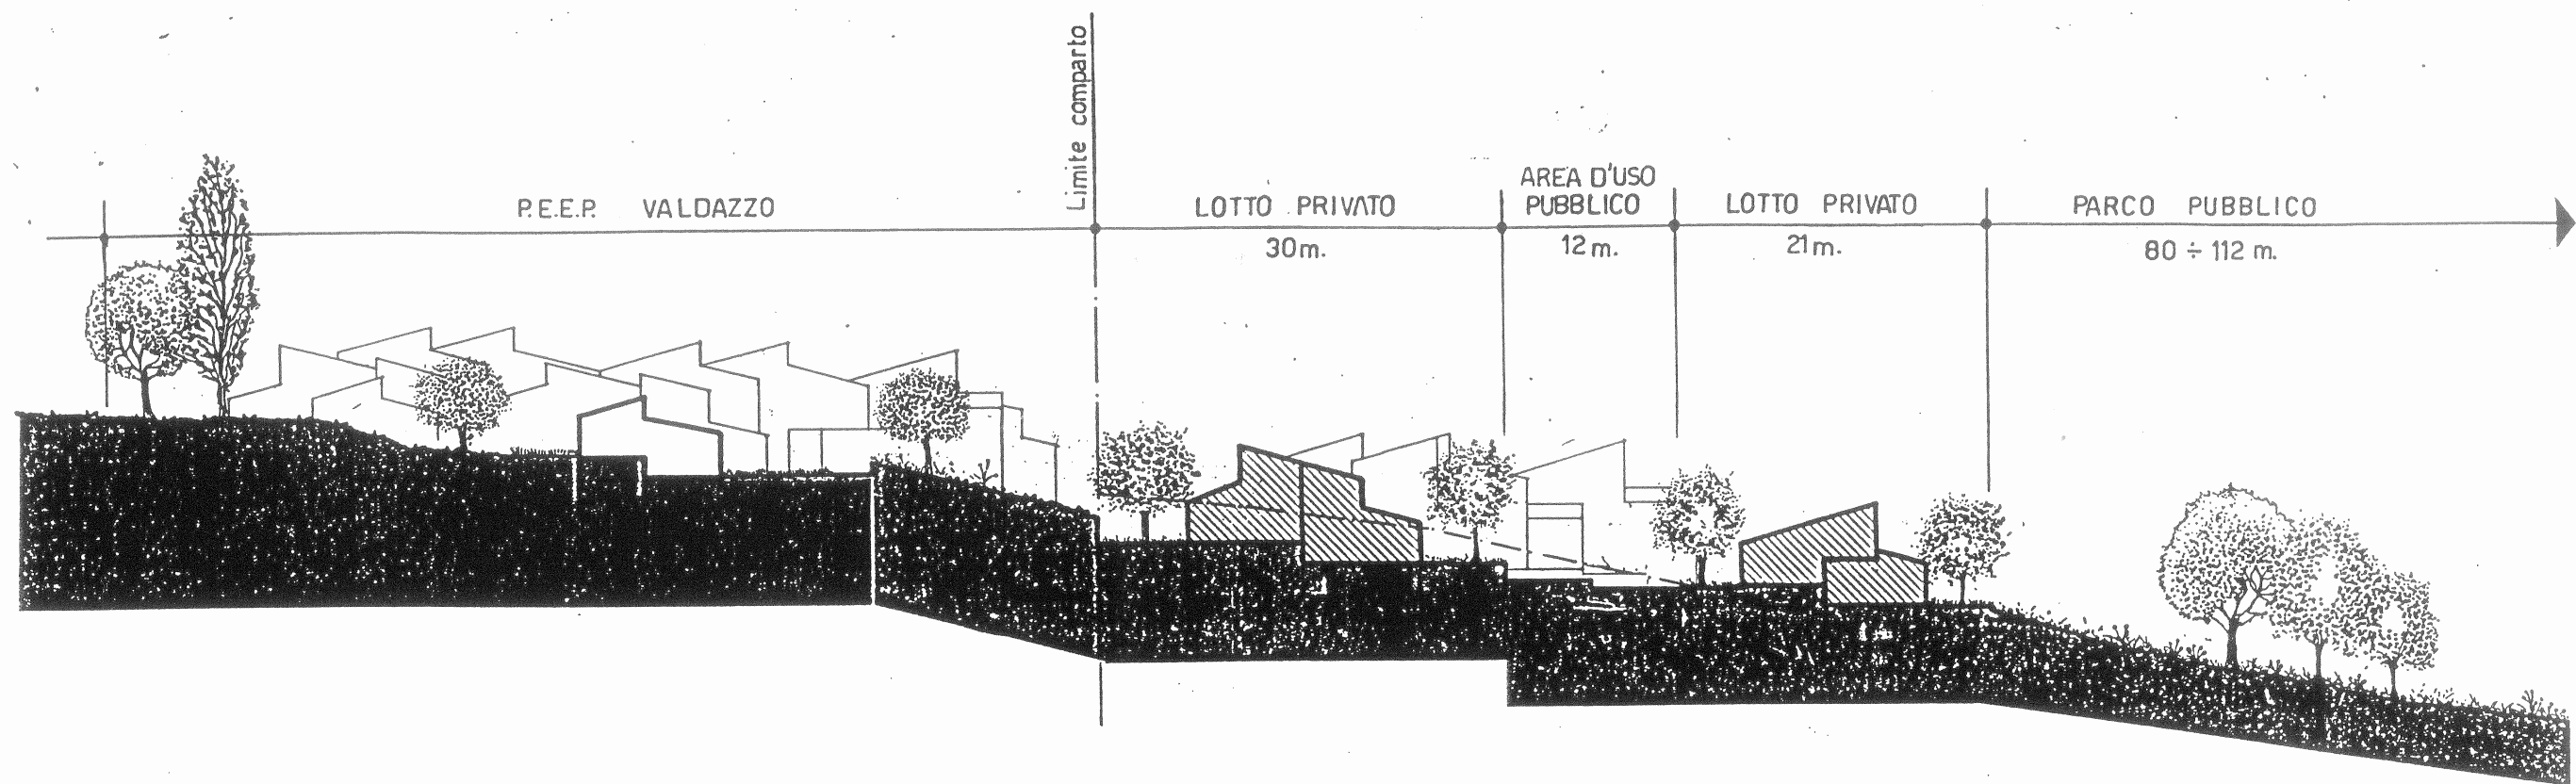 Limite comparto
P.E.E.P. VALDAZZO
LOTTO PRIVATO
30m.
AREA D'USO
PUBBLICO
12 m.
LOTTO PRIVATO
21m.
PARCO PUBBLICO
80 ÷ 112 m.